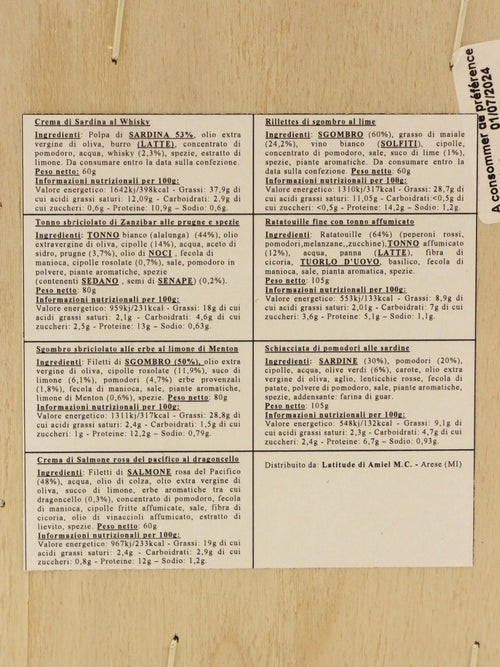 A consommer de préférence
01/07/2024
Crema di Sardina al Whisky
Ingredienti: Polpa di SARDINA 53%, olio extra
vergine di oliva, burro (LATTE), concentrato di
pomodoro, acqua, whisky (2,3%), spezie, estratto di
limone. Da consumare entro la data sulla confezione.
Peso netto: 60g
Informazioni nutrizionali per 100g:
Valore energetico: 1642kj/398kcal - Grassi: 37,9g di
cui acidi grassi saturi: 12,09g - Carboidrati: 2,9g di
cui zuccheri: 0,6g - Proteine: 10,9g – Sodio: 0,6g
Rillettes di sgombro al lime
Ingredienti: SGOMBRO (60%), grasso di maiale
(24,2%), vino bianco (SOLFITI), cipolle,
concentrato di pomodoro, sale, suco di lime (1%),
spezie, piante aromatiche. Da consumare entro la
data sulla confezione. Peso netto: 60g
Informazioni nutrizionali per 100g:
Valore energetico: 1310kj/317kcal - Grassi: 28,7g di
cui acidi grassi saturi: 11,05g - Carboidrati:<0,5g di
cui zuccheri: <0,5g - Proteine: 14,2g – Sodio: 1,2g.
Tonno sbriciolato di Zanzibar alle prugne e spezie
Ingredienti: TONNO bianco (alalunga) (44%), olio
extravergine di oliva, cipolle (14%), acqua, aceto di
sidro, prugne (3,7%), olio di NOCI , fecola di
manioca, cipolle rosolate (0,7%), sale, pomodoro in
polvere, piante aromatiche, spezie
(contenenti SEDANO , semi di SENAPE) (0,2%).
Peso netto: 80g
Informazioni nutrizionali per 100g:
Valore energetico: 959kj/231kcal - Grassi: 18g di cui
acidi grassi saturi: 2,1g - Carboidrati: 4,6g di cui
zuccheri: 2,5g - Proteine: 13g – Sodio: 0,63g.
Ratatouille fine con tonno affumicato
Ingredienti: Ratatouille (64%) (peperoni rossi,
pomodori,melanzane,,zucchine),TONNO affumicato
(12%), acqua, panna (LATTE), fibra di
cicoria, TUORLO D'UOVO, basilico, fecola di
manioca, sale, pianta aromatica, spezie.
Peso netto: 105g
Informazioni nutrizionali per 100g:
Valore energetico: 553kj/133kcal - Grassi: 8,9g di
cui acidi grassi saturi: 2,01g - Carboidrati: 7g di cui
zuccheri: 3,6g - Proteine: 5,1g – Sodio: 1,1g.
Sgombro sbriciolato alle erbe al limone di Menton
Ingredienti: Filetti di SGOMBRO (50%), olio extra
vergine di oliva, cipolle rosolate (11,9%), suco di
limone (6,1%), pomodori (4,7%) erbe provenzali
(1,8%), fecola di manioca, sale, piante aromatiche,
limone di Menton (0,6%), spezie. Peso netto: 80g
Informazioni nutrizionali per 100g:
Valore energetico: 1311kj/317kcal - Grassi: 28,8g di
cui acidi grassi saturi: 2,4g - Carboidrati: 1,5g di cui
zuccheri: 1g - Proteine: 12,2g – Sodio: 0,79g.
Schiacciata di pomodori alle sardine
Ingredienti: SARDINE (30%), pomodori (20%),
cipolle, acqua, olive verdi (6%), carote, olio extra
vergine di oliva, aglio, lenticchie rosse, fecola di
patate, polvere di pomodoro, sale, piante aromatiche,
spezie, addensante: farina di guar.
Peso netto: 105g
Informazioni nutrizionali per 100g:
Valore energetico: 548kj/132kcal - Grassi: 9,1g di
cui acidi grassi saturi: 2,3g - Carboidrati: 4,7g di cui
zuccheri: 2,4g - Proteine: 6,7g – Sodio: 0,93g.
Crema di Salmone rosa del pacifico al dragoncello
Ingredienti: Filetti di SALMONE rosa del Pacifico
(48%), acqua, olio di colza, olio extra vergine di
oliva, succo di limone, erbe aromatiche tra cui
dragoncello (0,3%), concentrato di pomodoro, fecola
di manioca, cipolle fritte affumicate, sale, fibra di
cicoria, olio di vinaccioli affumicato, estratto di
lievito, spezie. Peso netto: 60g
Informazioni nutrizionali per 100g:
Valore energetico: 967kj/233kcal - Grassi: 19g di cui
acidi grassi saturi: 2,4g - Carboidrati: 2,9g di cui
zuccheri: 0,8g - Proteine: 12g – Sodio: 1,2g.
Distribuito da: Latitude di Amiel M.C. - Arese (MI)